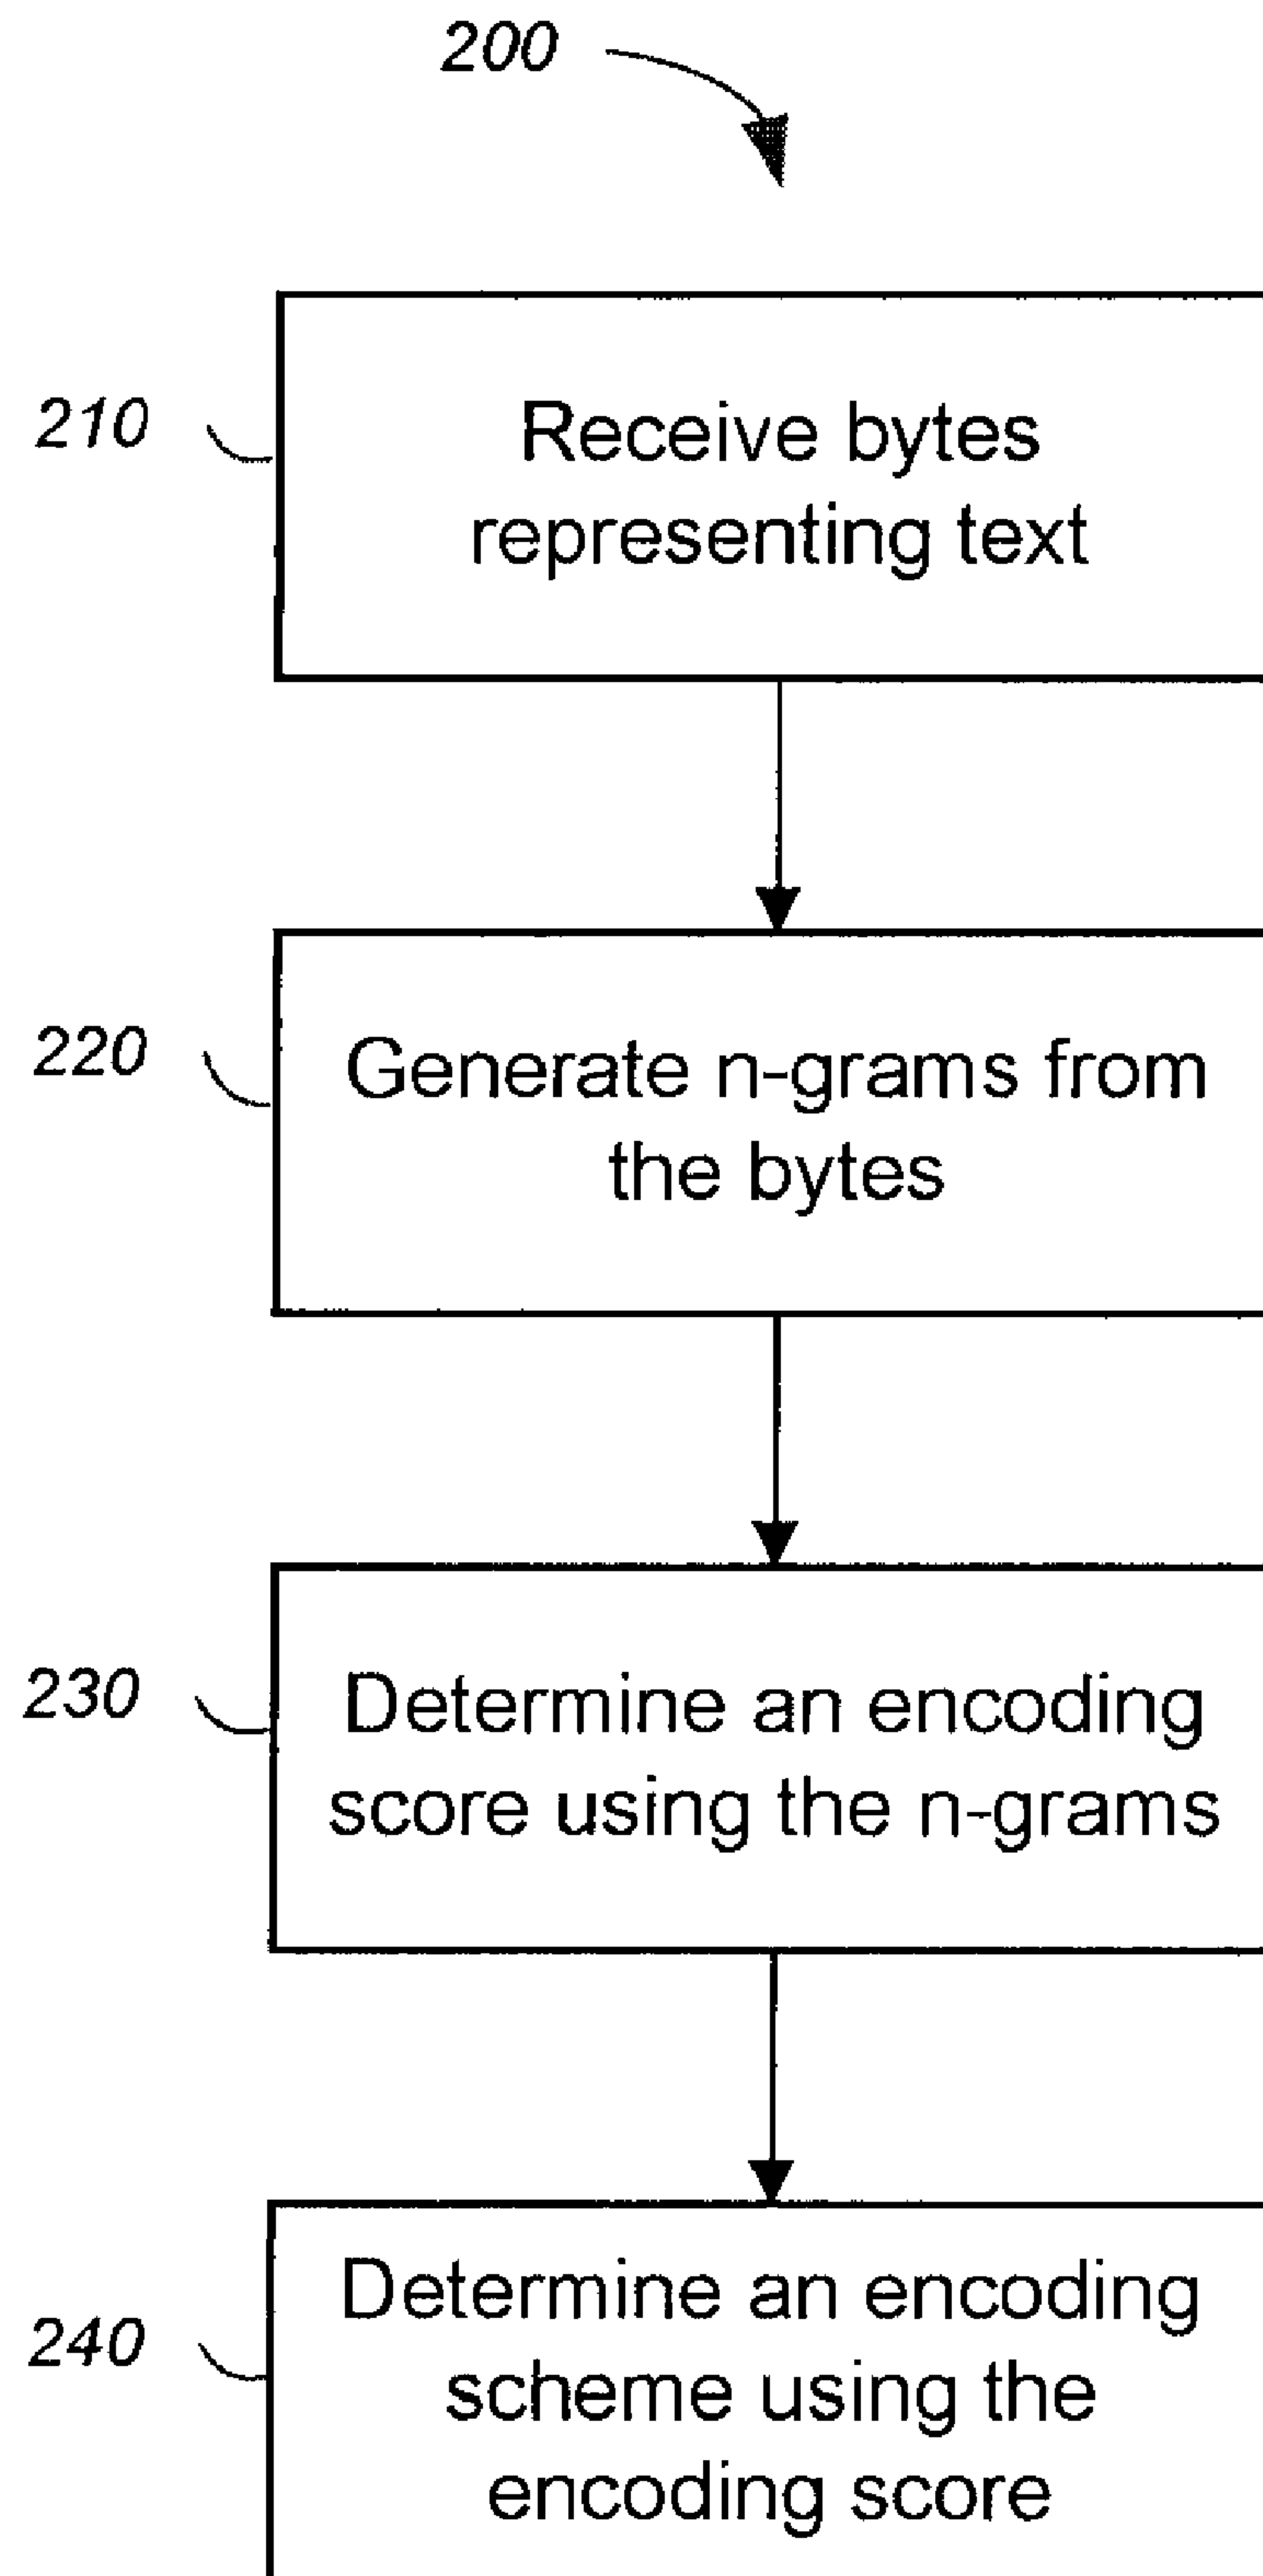 200
210
Receive bytes
representing text
220
Generate n-grams from
the bytes
230
Determine an encoding
score using the n-grams
240
Determine an encoding
scheme using the
encoding score